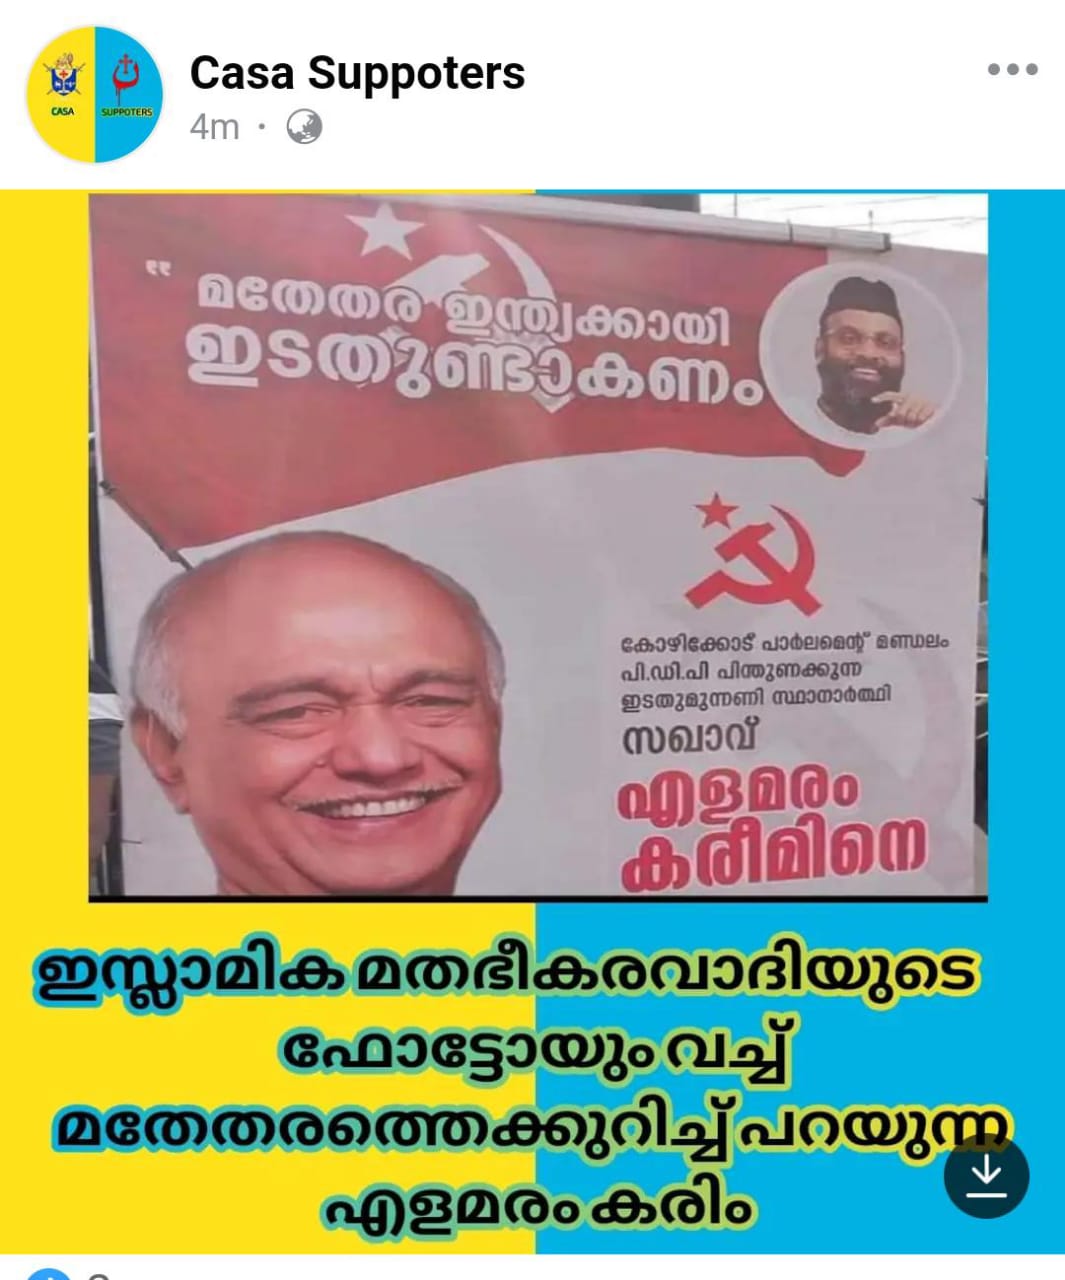 Casa Suppoters
4m ·
CASA
SUPPOTERS
“ മതേതര ഇന്ത്യക്കായി
ഇടതുണ്ടാകണം
കോഴിക്കോട് പാർലമെന്റ് മണ്ഡലം
പി.ഡി.പി പിന്തുണക്കുന്ന
ഇടതുമുന്നണി സ്ഥാനാർത്ഥി
സഖാവ്
എളമരം
കരീമിനെ
ഇസ്ലാമിക മതഭീകരവാദിയുടെ
ഫോട്ടോയും വച്ച്
മതേതരത്തെക്കുറിച്ച് പറയുന്ന
എളമരം കരിം